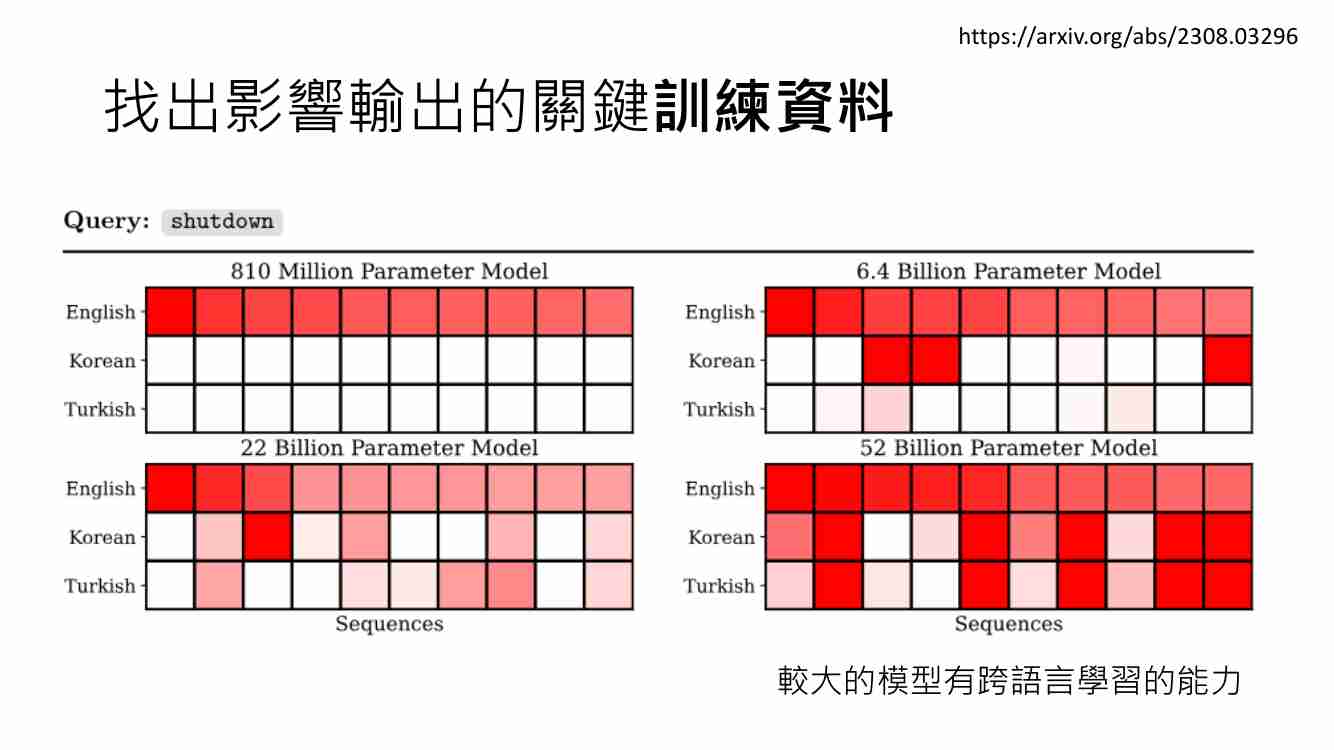 https://arxiv.org/abs/2308.03296
找出影響輸出的關鍵訓練資料
Query: shutdown
810 Million Parameter Model
English
Korean
Turkish
6.4 Billion Parameter Model
English
Korean
Turkish
22 Billion Parameter Model
English
Korean
Turkish
Sequences
52 Billion Parameter Model
English
Korean
Turkish
Sequences
較大的模型有跨語言學習的能力